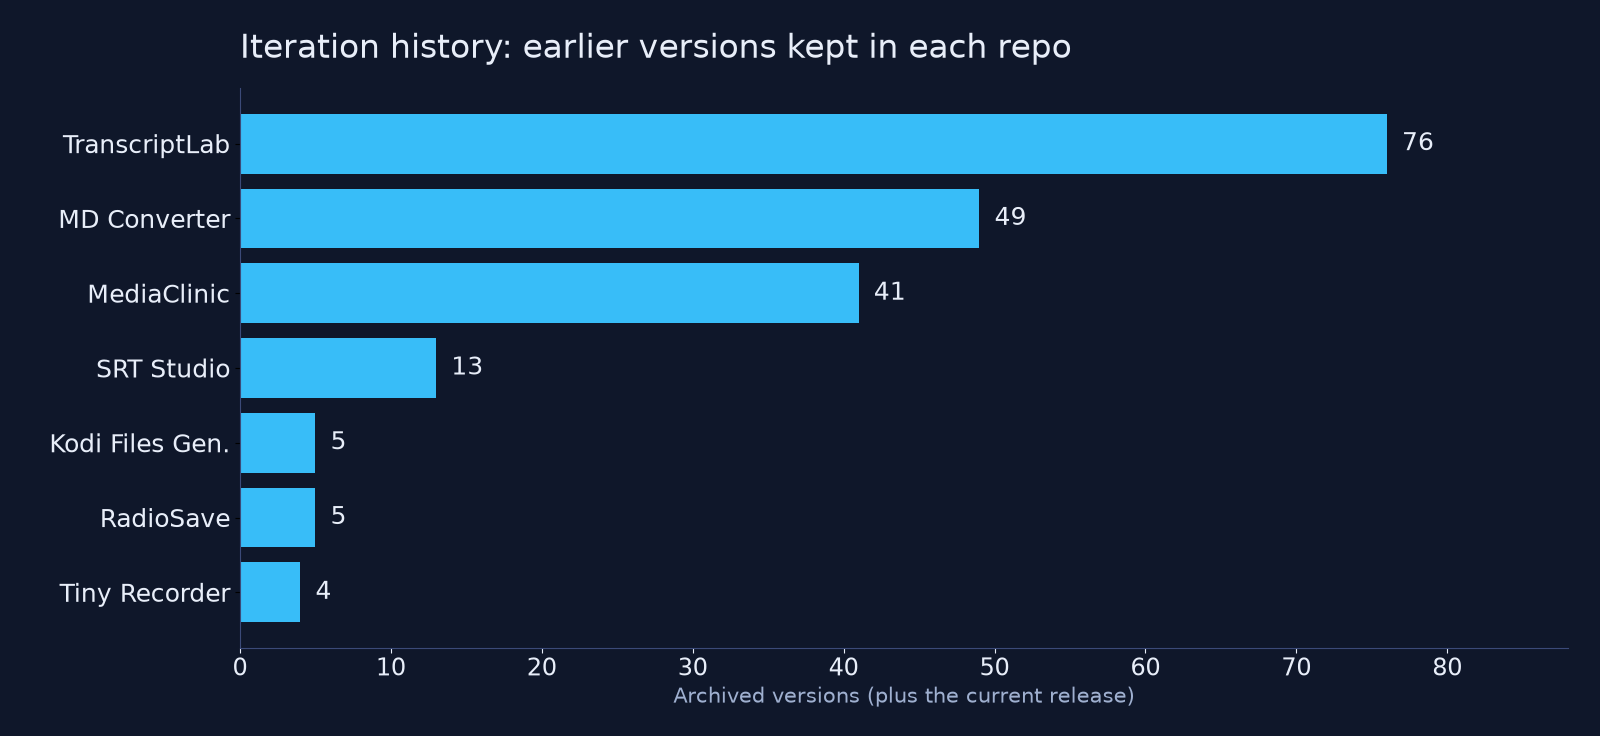 Iteration history: earlier versions kept in each repo
TranscriptLab 76
MD Converter 49
MediaClinic 41
SRT Studio 13
Kodi Files Gen. 5
RadioSave 5
Tiny Recorder 4
0 10 20 30 40 50 60 70 80
Archived versions (plus the current release)